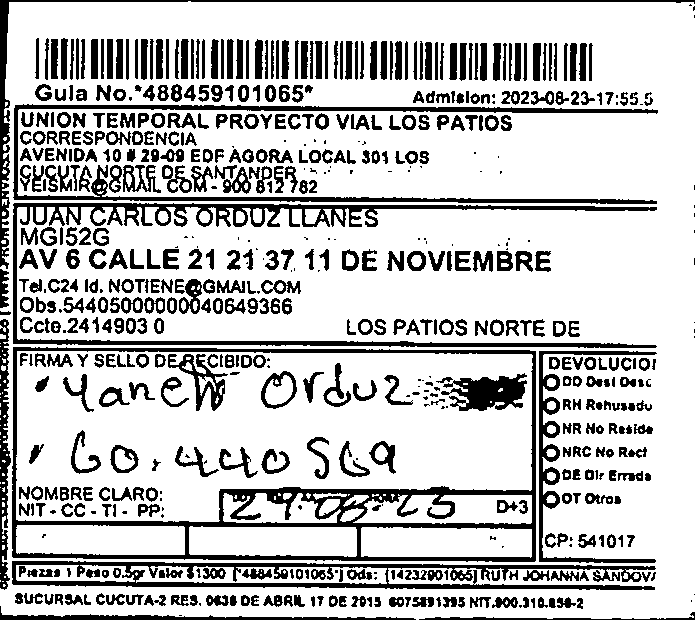 Guia No.*488459101065*
Admision: 2023-08-23-17:55.5
UNION TEMPORAL PROYECTO VIAL LOS PATIOS
CORRESPONDENCIA
AVENIDA 10 # 29-09 EDF AGORA LOCAL 301 LOS
CUCUTA NORTE DE SANTANDER
YEISMIR@GMAIL COM - 900 812 782
JUAN CARLOS ORDUZ LLANES
MGI52G
AV 6 CALLE 21 21 37 11 DE NOVIEMBRE
Tel.C24 Id. NOTIENE@GMAIL.COM
Obs.54405000000040649366
Ccte.2414903 0
LOS PATIOS NORTE DE
FIRMA Y SELLO DE RECIBIDO:
Yaneth Orduz
60.440569
NOMBRE CLARO:
NIT - CC - TI - PP:
29-08-23
D+3
DEVOLUCIO
DD Desl Desc
RH Rehusadu
NR No Reside
NRC No Recl
DE Dir Errada
OT Otros
CP: 541017
Piezas 1 Peso 0.5gr Valor $1300 [*488459101065*] Ods: [14232901065] RUTH JOHANNA SANDOV
SUCURSAL CUCUTA-2 RES. 0636 DE ABRIL 17 DE 2015 6075891395 NIT.900.310.856-2